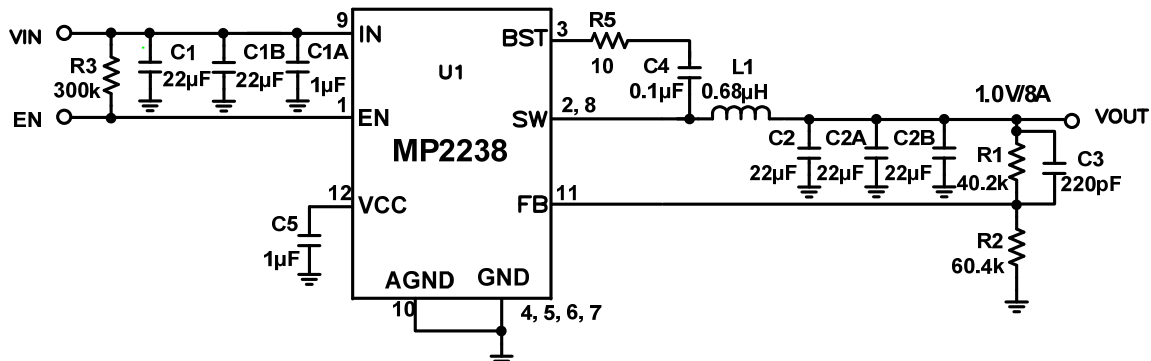 VIN
R3
300k
EN
C1
22µF
C1B
22µF
C1A
1µF
9
IN
1
EN
12
VCC
C5
1µF
U1
MP2238
AGND
10
GND
4, 5, 6, 7
BST
3
SW
2, 8
FB
11
R5
10
C4
0.1µF
L1
0.68µH
C2
22µF
C2A
22µF
C2B
22µF
1.0V/8A
VOUT
R1
40.2k
C3
220pF
R2
60.4k